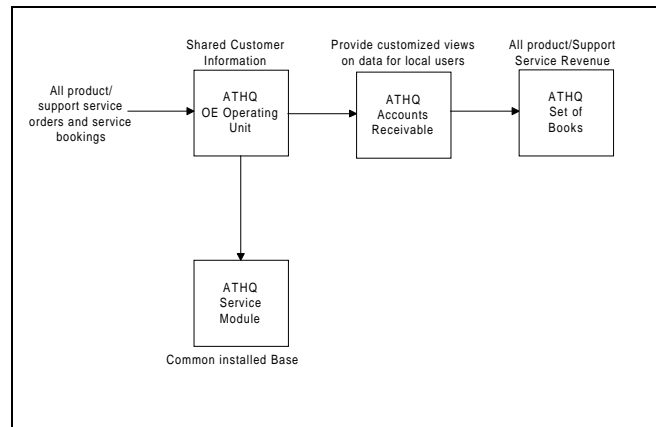 Shared Customer
Information
Provide customized views
on data for local users
All product/Support
Service Revenue
All product/
support service
orders and service
bookings
ATHQ
OE Operating
Unit
ATHQ
Accounts
Receivable
ATHQ
Set of
Books
ATHQ
Service
Module
Common installed Base